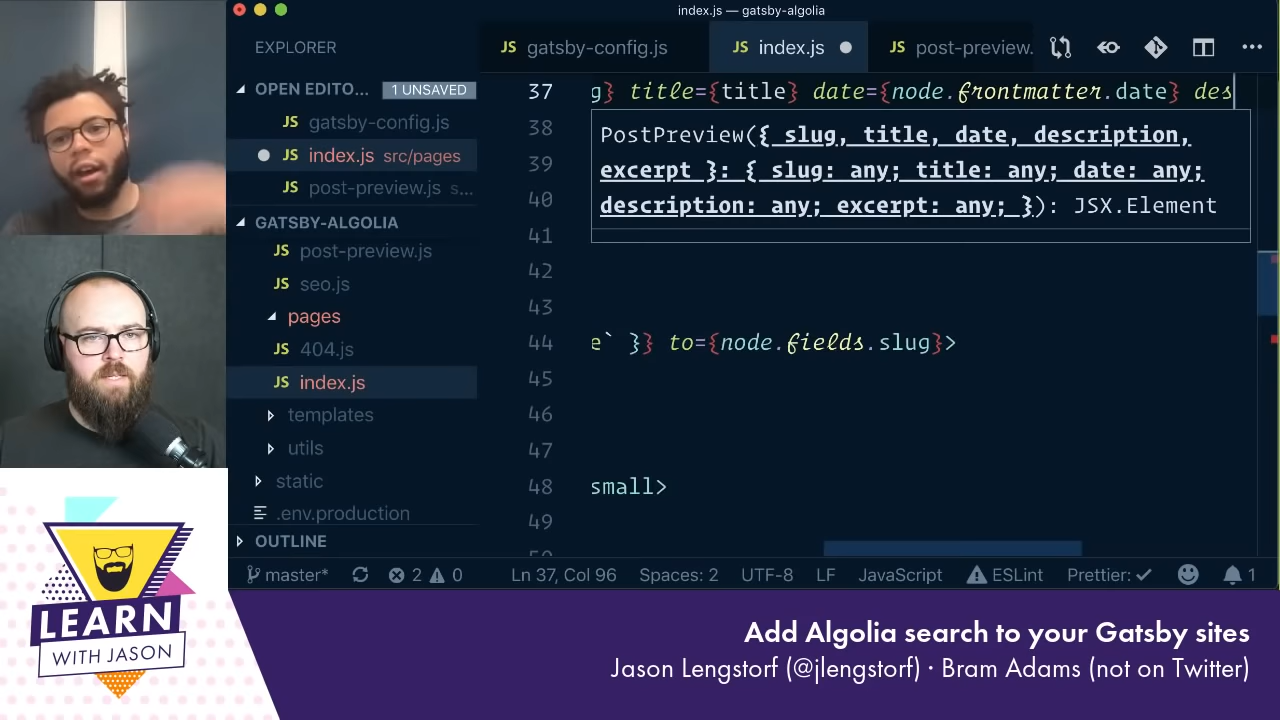 index.js — gatsby-algolia
EXPLORER
JS gatsby-config.js
JS index.js
JS post-preview.
OPEN EDITO... 1 UNSAVED
JS gatsby-config.js
JS index.js src/pages
JS post-preview.js s...
GATSBY-ALGOLIA
JS post-preview.js
JS seo.js
pages
JS 404.js
JS index.js
templates
utils
static
.env.production
OUTLINE
37 g} title={title} date={node.frontmatter.date} des
38
39
40
41
42
43
44 e` }} to={node.fields.slug}>
45
46
47
48 small>
49
50
PostPreview({ slug, title, date, description,
excerpt }: { slug: any; title: any; date: any;
description: any; excerpt: any; }): JSX.Element
master* 2 0 Ln 37, Col 96 Spaces: 2 UTF-8 LF JavaScript ESLint Prettier: ✓ 1
LEARN
WITH JASON
Add Algolia search to your Gatsby sites
Jason Lengstorf (@jlengstorf) · Bram Adams (not on Twitter)